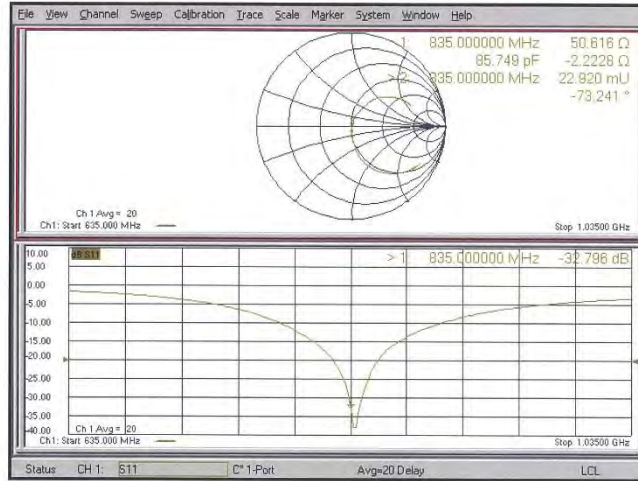 File View Channel Sweep Calibration Trace Scale Marker System Window Help
1 835.000000 MHz 50.616 Ω
85.749 pF -2.2228 Ω
> 2 835.000000 MHz 22.920 mU
-73.241 °
Ch 1 Avg = 20
Ch1: Start 635.000 MHz
Stop 1.03500 GHz
10.00
dB S11
> 1 835.000000 MHz -32.796 dB
5.00
0.00
-5.00
-10.00
-15.00
-20.00
-25.00
-30.00
-35.00
-40.00
Ch 1 Avg = 20
Ch1: Start 635.000 MHz
Stop 1.03500 GHz
Status CH 1: S11 C* 1-Port Avg=20 Delay LCL